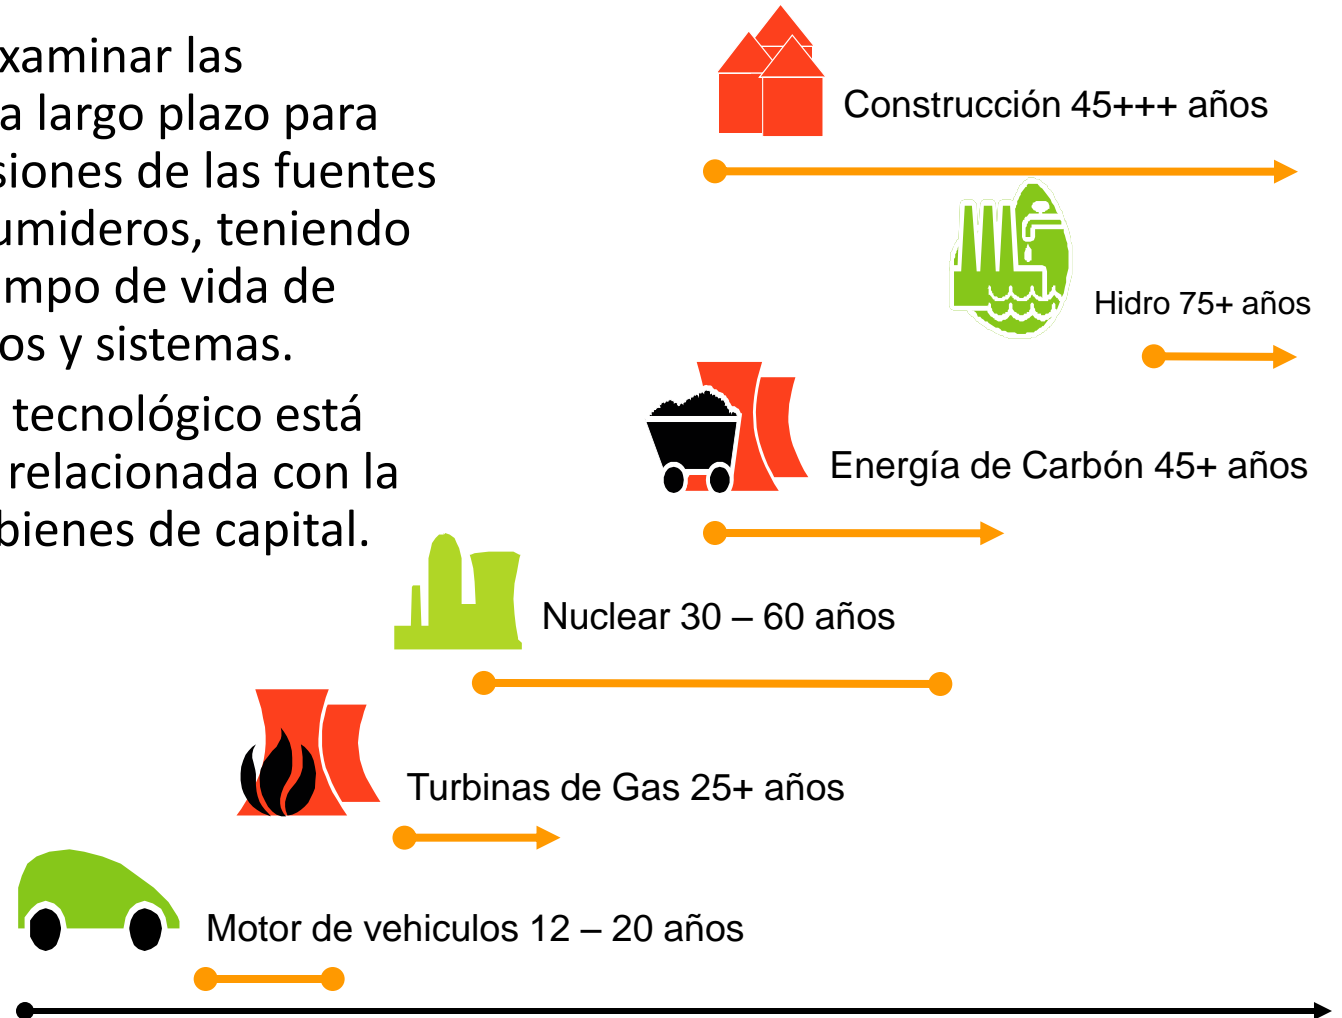 xaminar las
a largo plazo para
siones de las fuentes
umideros, teniendo
mpo de vida de
os y sistemas.
tecnológico está
relacionada con la
bienes de capital.
Construcción 45+++ años
Hidro 75+ años
Energía de Carbón 45+ años
Nuclear 30 – 60 años
Turbinas de Gas 25+ años
Motor de vehiculos 12 – 20 años